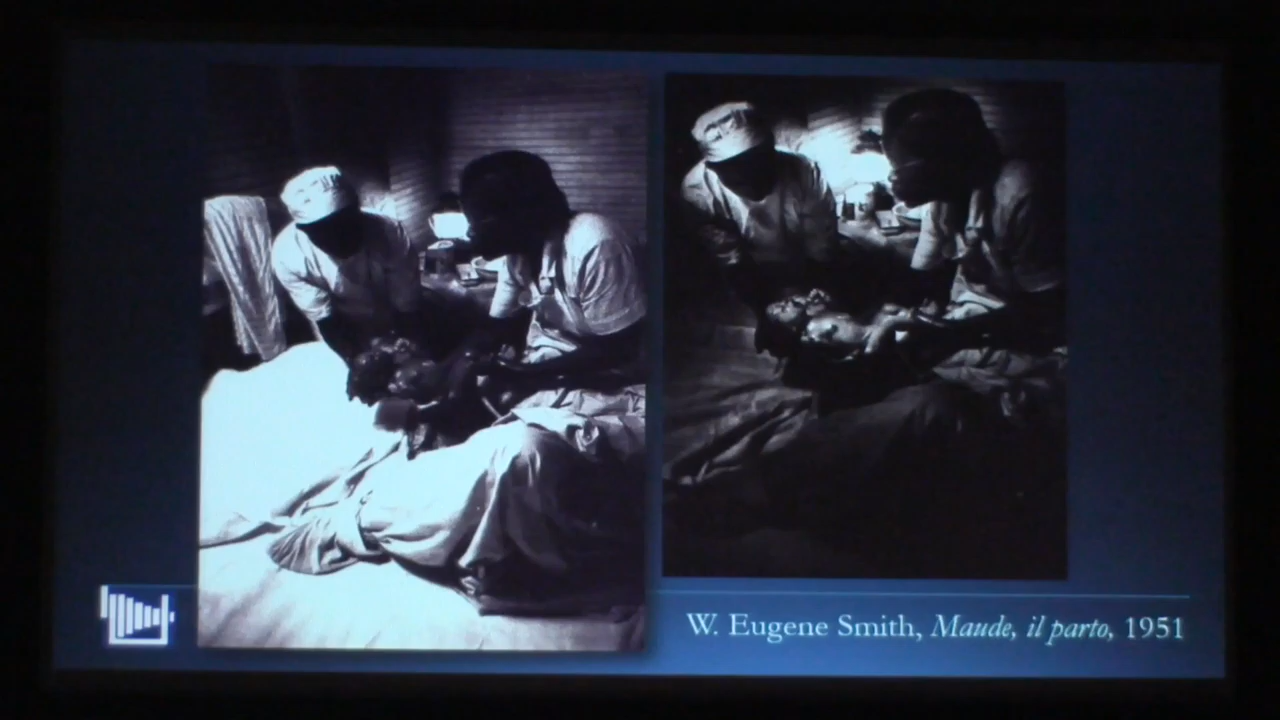 W. Eugene Smith, Maude, il parto, 1951